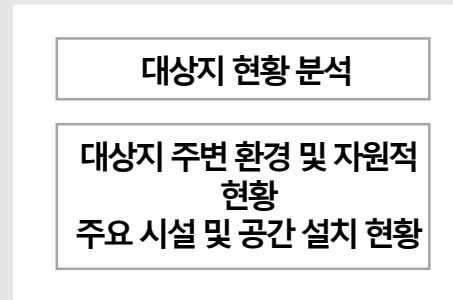 대상지 현황 분석
대상지 주변 환경 및 자원적
현황
주요 시설 및 공간 설치 현황